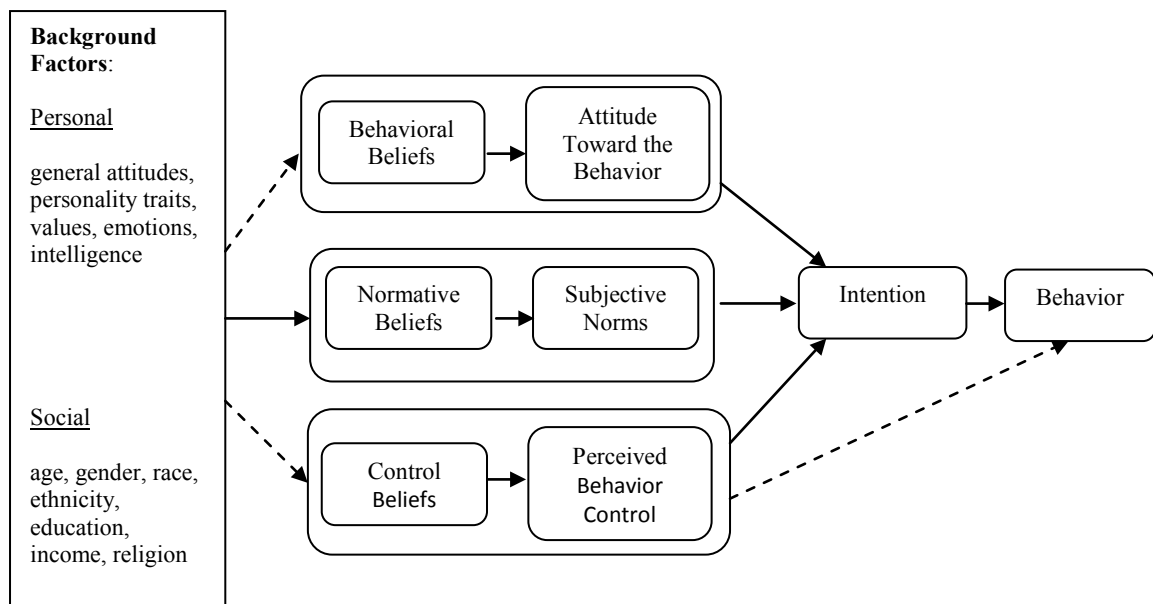 Background
Factors:
Personal
general attitudes,
personality traits,
values, emotions,
intelligence
Social
age, gender, race,
ethnicity,
education,
income, religion
Behavioral
Beliefs
Attitude
Toward the
Behavior
Normative
Beliefs
Subjective
Norms
Control
Beliefs
Perceived
Behavior
Control
Intention
Behavior